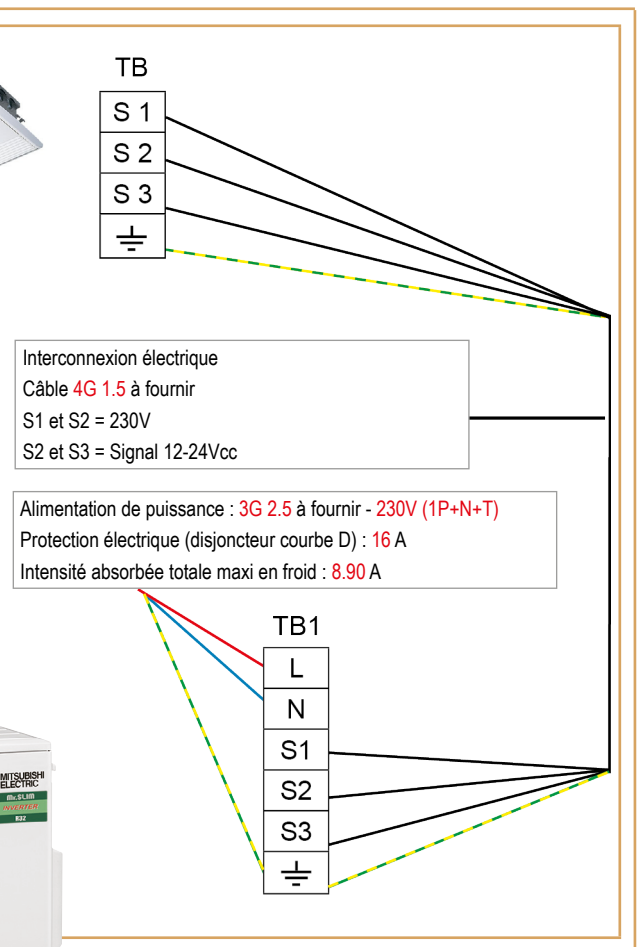 TB
S 1
S 2
S 3
Interconnexion électrique
Câble 4G 1.5 à fournir
S1 et S2 = 230V
S2 et S3 = Signal 12-24Vcc
Alimentation de puissance : 3G 2.5 à fournir - 230V (1P+N+T)
Protection électrique (disjoncteur courbe D) : 16 A
Intensité absorbée totale maxi en froid : 8.90 A
TB1
L
N
S1
S2
S3
MITSUBISHI
ELECTRIC
Mr.SLIM
INVERTER
R32